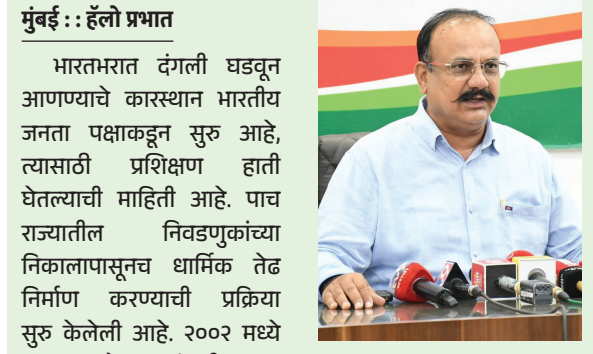 मुंबई : : हॅलो प्रभात
भारतभरात दंगली घडवून
आणण्याचे कारस्थान भारतीय
जनता पक्षाकडून सुरु आहे,
त्यासाठी प्रशिक्षण हाती
घेतल्याची माहिती आहे. पाच
राज्यातील निवडणुकांच्या
निकालापासूनच धार्मिक तेढ
निर्माण करण्याची प्रक्रिया
सुरु केलेली आहे. २००२ मध्ये